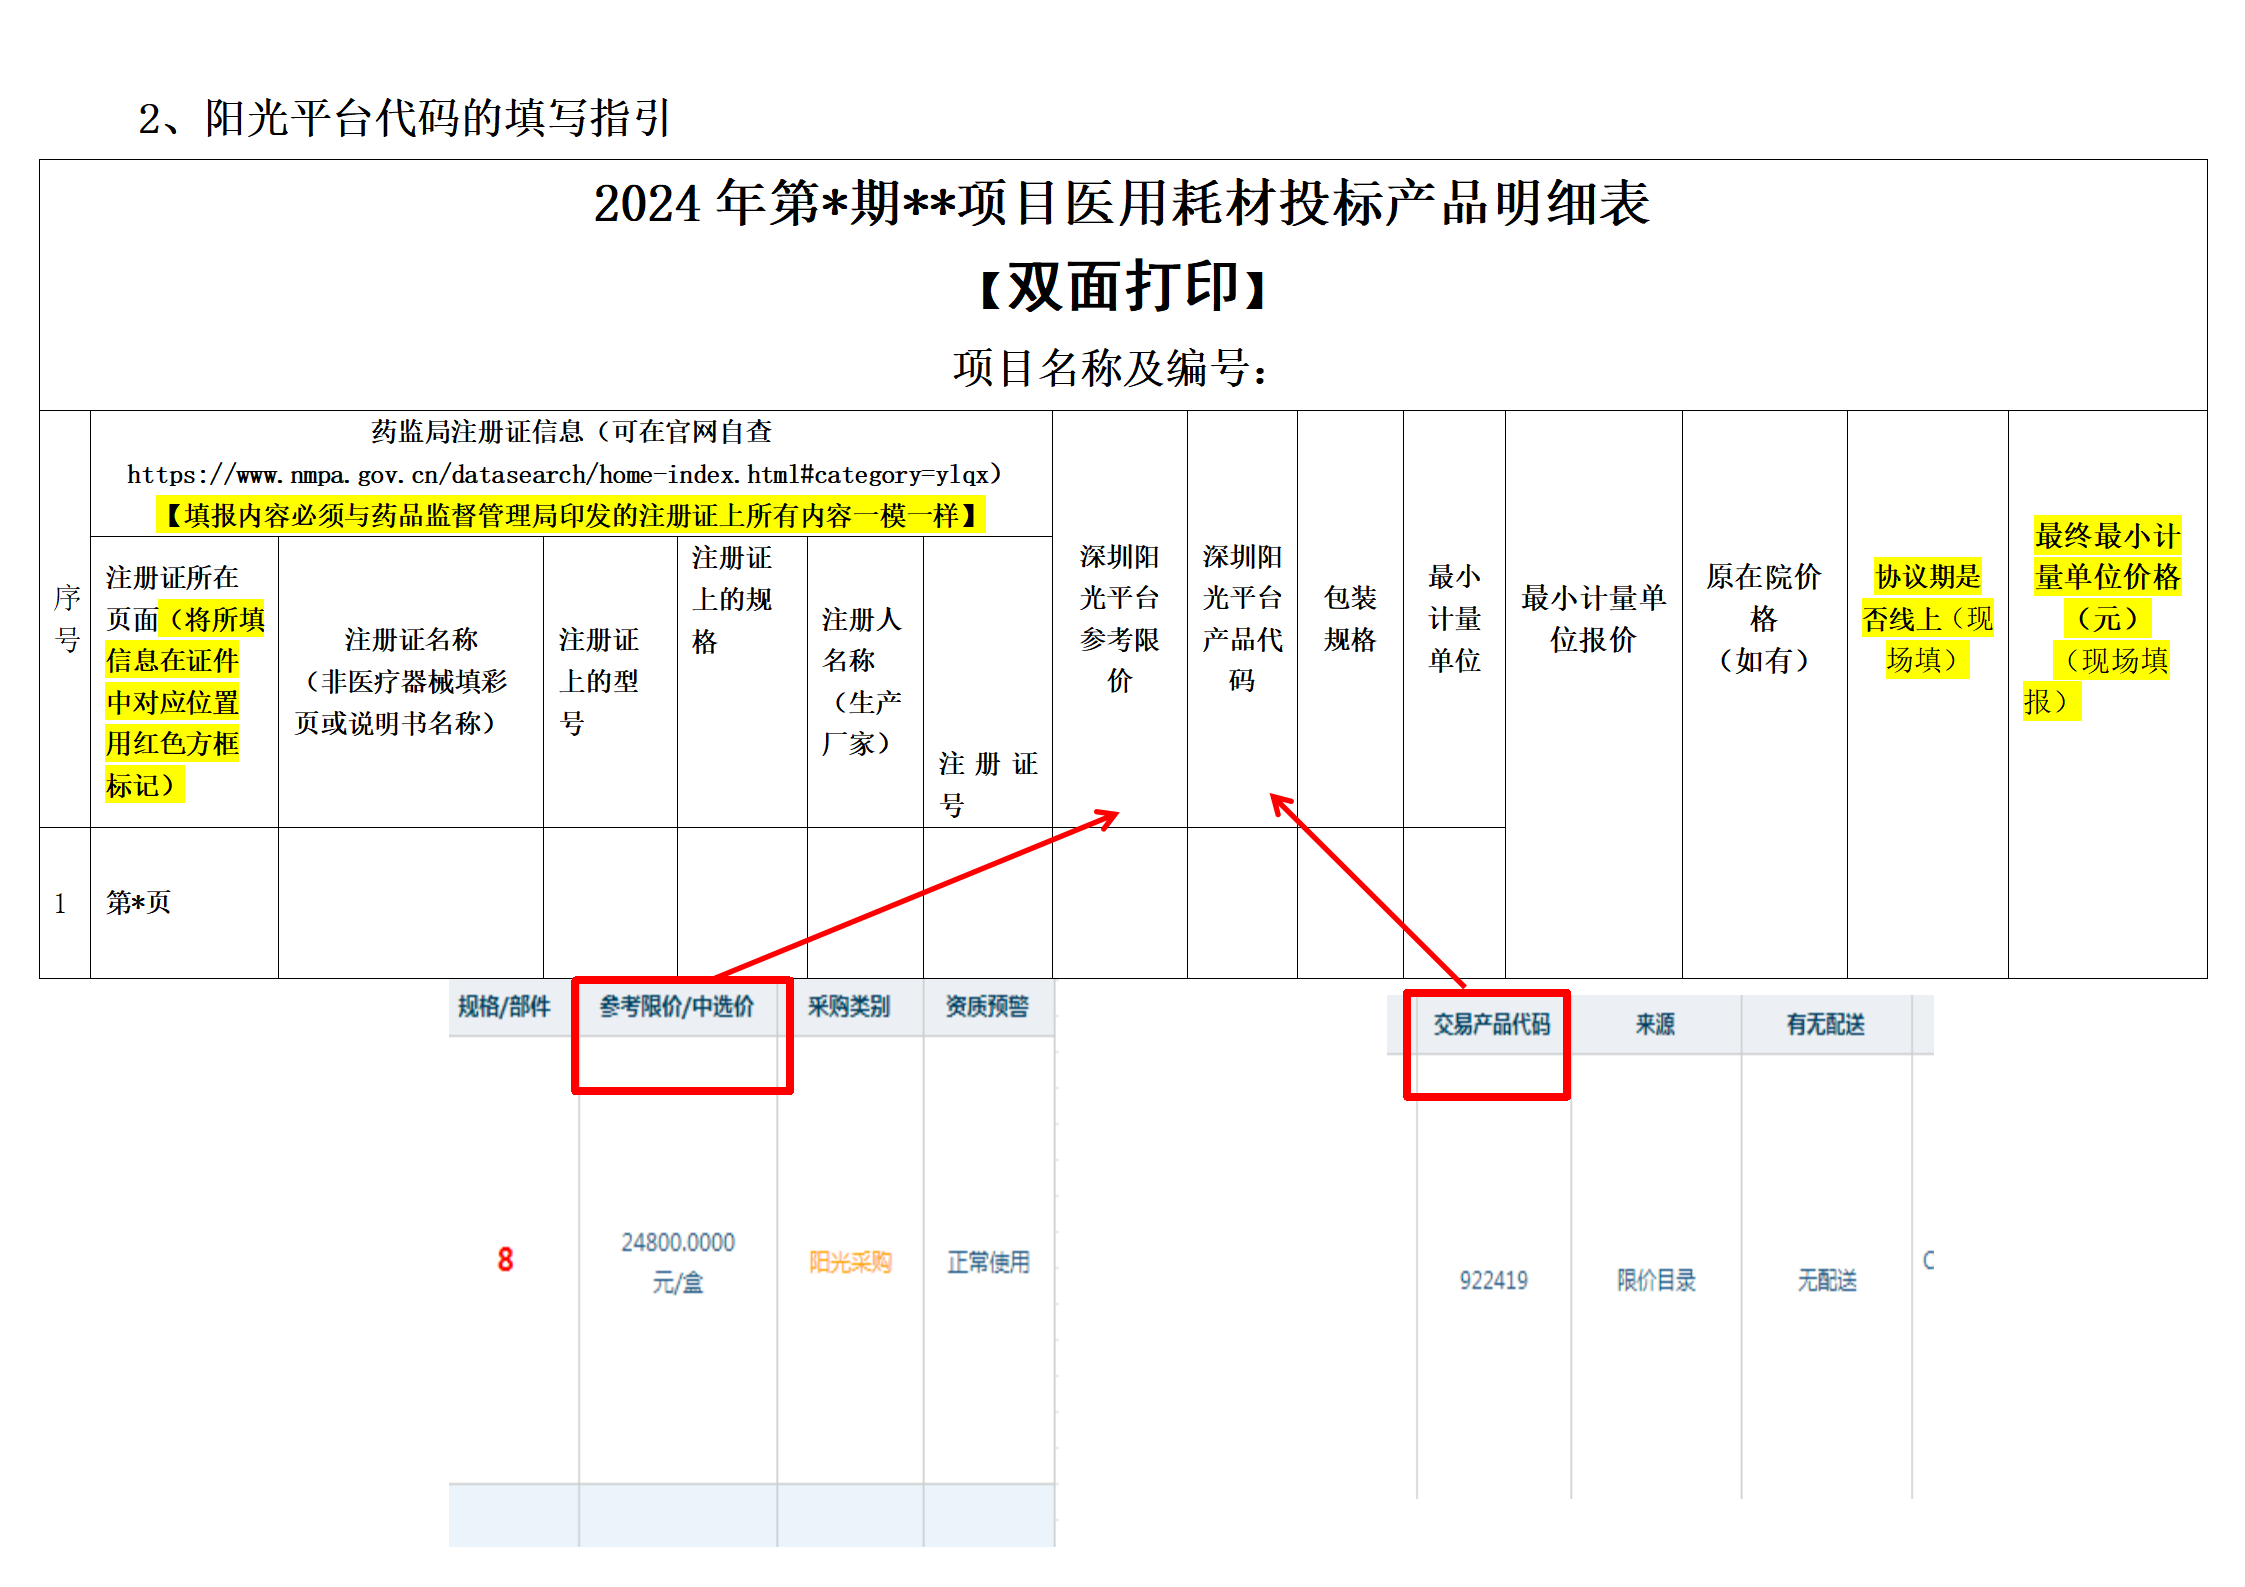 2、阳光平台代码的填写指引
2024 年第*期**项目医用耗材投标产品明细表
【双面打印】
项目名称及编号：
序
号
药监局注册证信息（可在官网自查
https://www.nmpa.gov.cn/datasearch/home-index.html#category=ylqx）
【填报内容必须与药品监督管理局印发的注册证上所有内容一模一样】
注册证所在
页面（将所填
信息在证件
中对应位置
用红色方框
标记）
注册证名称
（非医疗器械填彩
页或说明书名称）
注册证
上的型
号
注册证
上的规
格
注册人
名称
（生产
厂家）
注 册 证
号
深圳阳
光平台
参考限
价
深圳阳
光平台
产品代
码
包装
规格
最小
计量
单位
最小计量单
位报价
原在院价
格
（如有）
协议期是
否线上（现
场填）
最终最小计
量单位价格
（元）
（现场填
报）
1
第*页
规格/部件
参考限价/中选价
采购类别
资质预警
8
24800.0000
元/盒
阳光采购
正常使用
交易产品代码
来源
有无配送
922419
限价目录
无配送